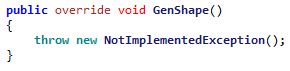 public override void GenShape()
{
    throw new NotImplementedException();
}